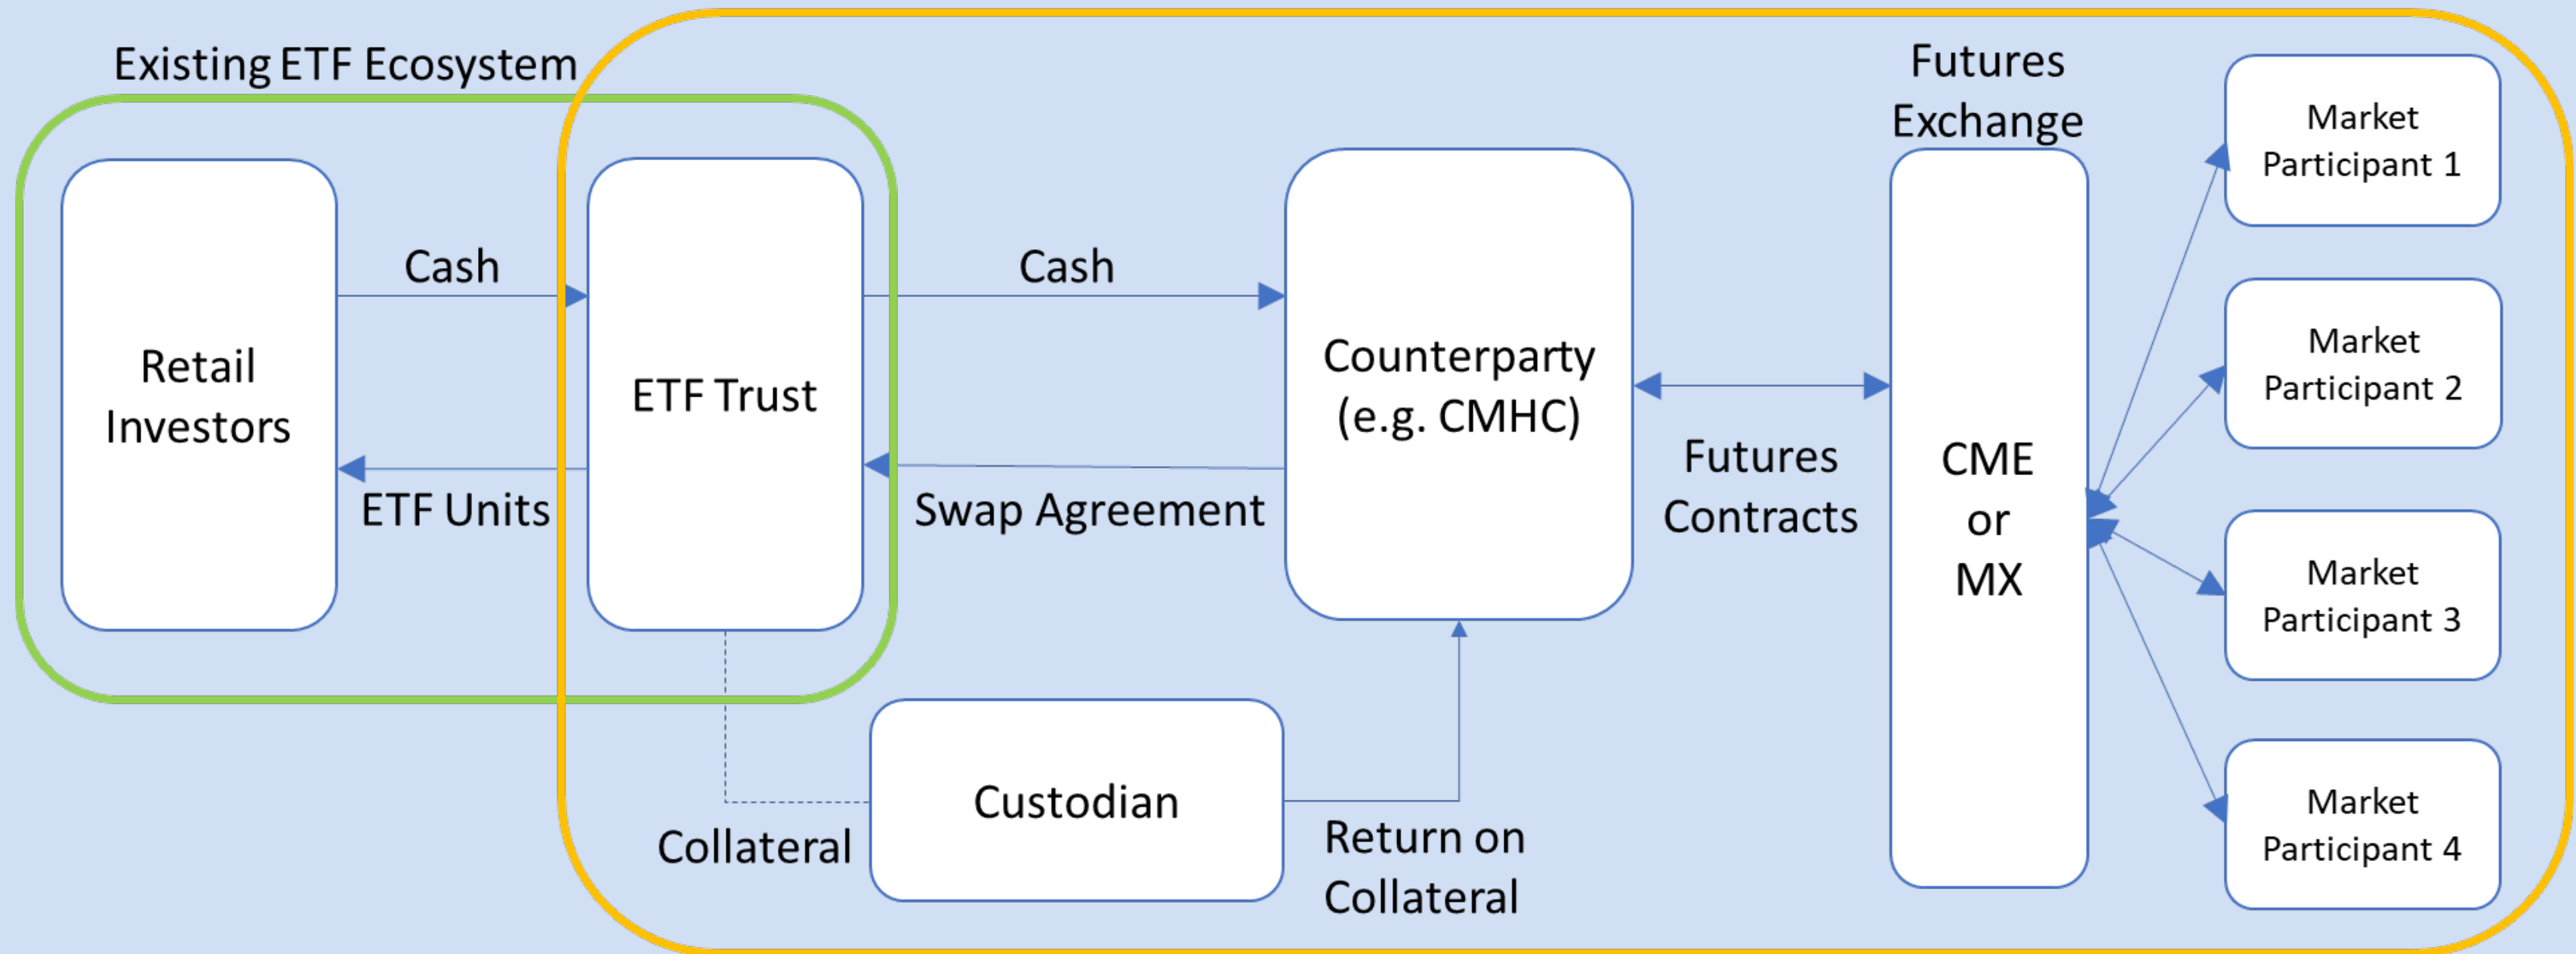 Existing ETF Ecosystem
Retail
Investors
Cash
ETF Units
ETF Trust
Cash
Swap Agreement
Counterparty
(e.g. CMHC)
Collateral
Custodian
Return on
Collateral
Futures
Contracts
Futures
Exchange
CME
or
MX
Market
Participant 1
Market
Participant 2
Market
Participant 3
Market
Participant 4